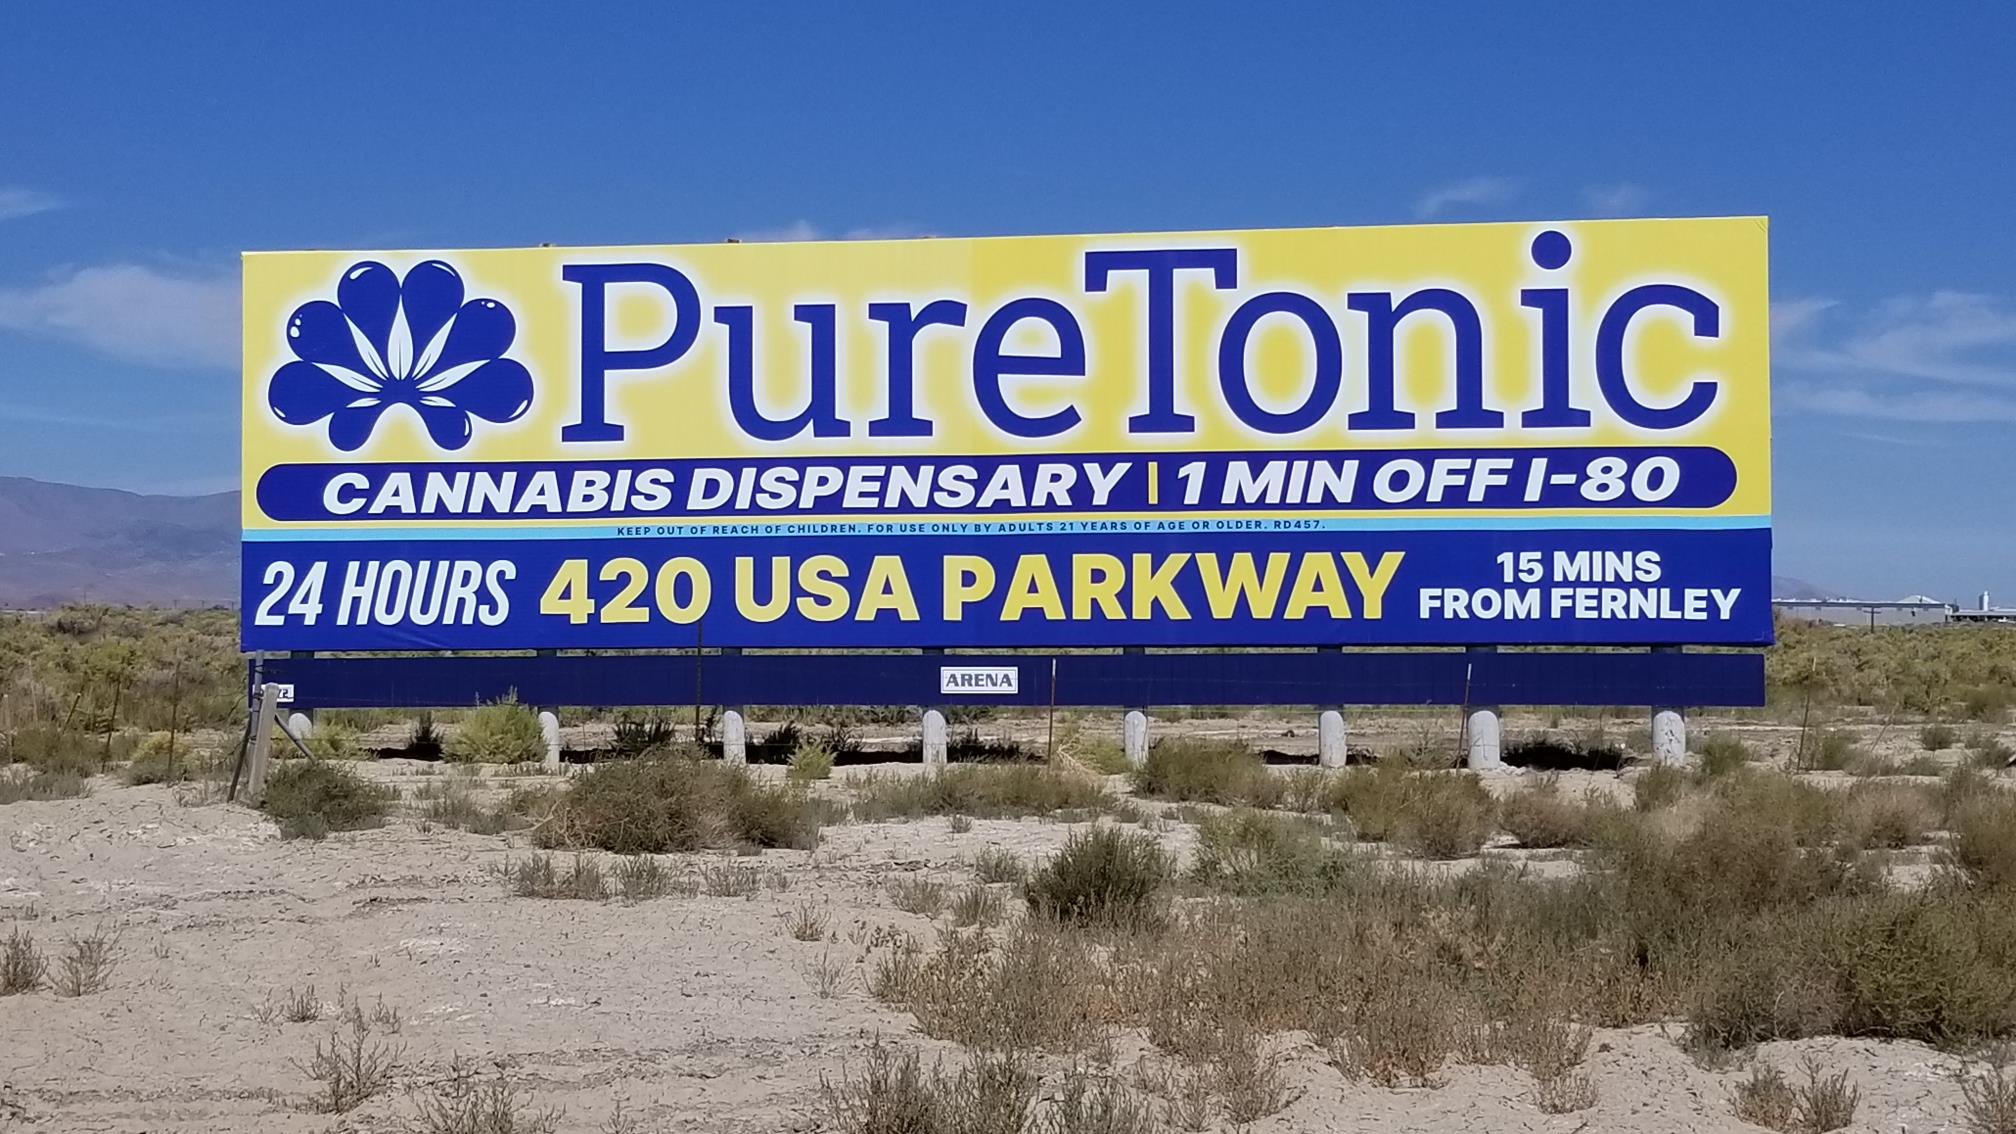 PureTonic
CANNABIS DISPENSARY | 1 MIN OFF I-80
KEEP OUT OF REACH OF CHILDREN. FOR USE ONLY BY ADULTS 21 YEARS OF AGE OR OLDER. RD457.
24 HOURS 420 USA PARKWAY
15 MINS
FROM FERNLEY
ARENA